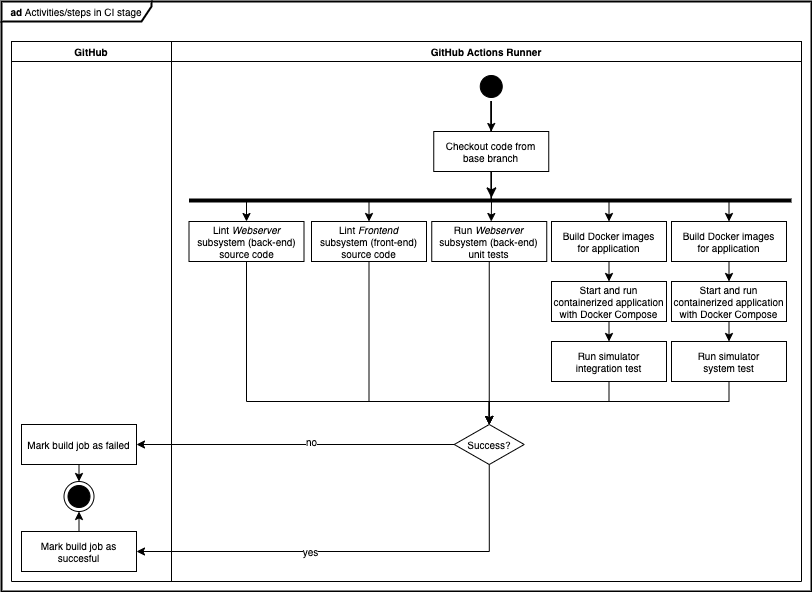 ad Activities/steps in CI stage
GitHub
GitHub Actions Runner
Checkout code from
base branch
Lint Webserver
subsystem (back-end)
source code
Lint Frontend
subsystem (front-end)
source code
Run Webserver
subsystem (back-end)
unit tests
Build Docker images
for application
Build Docker images
for application
Start and run
containerized application
with Docker Compose
Start and run
containerized application
with Docker Compose
Run simulator
integration test
Run simulator
system test
Mark build job as failed
no
Success?
Mark build job as
succesful
yes